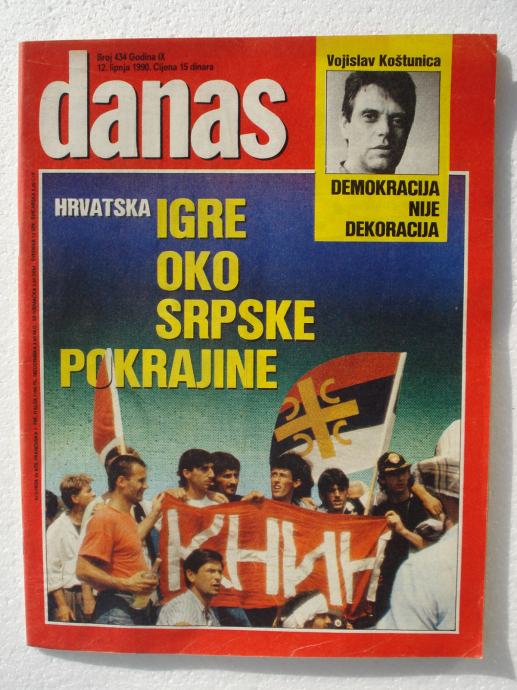 Broj 434 Godina IX
12. lipnja 1990. Cijena 15 dinara
danas
Vojislav Koštunica
DEMOKRACIJA
NIJE
DEKORACIJA
HRVATSKA IGRE
OKO
SRPSKE
POKRAJINE
КНИН